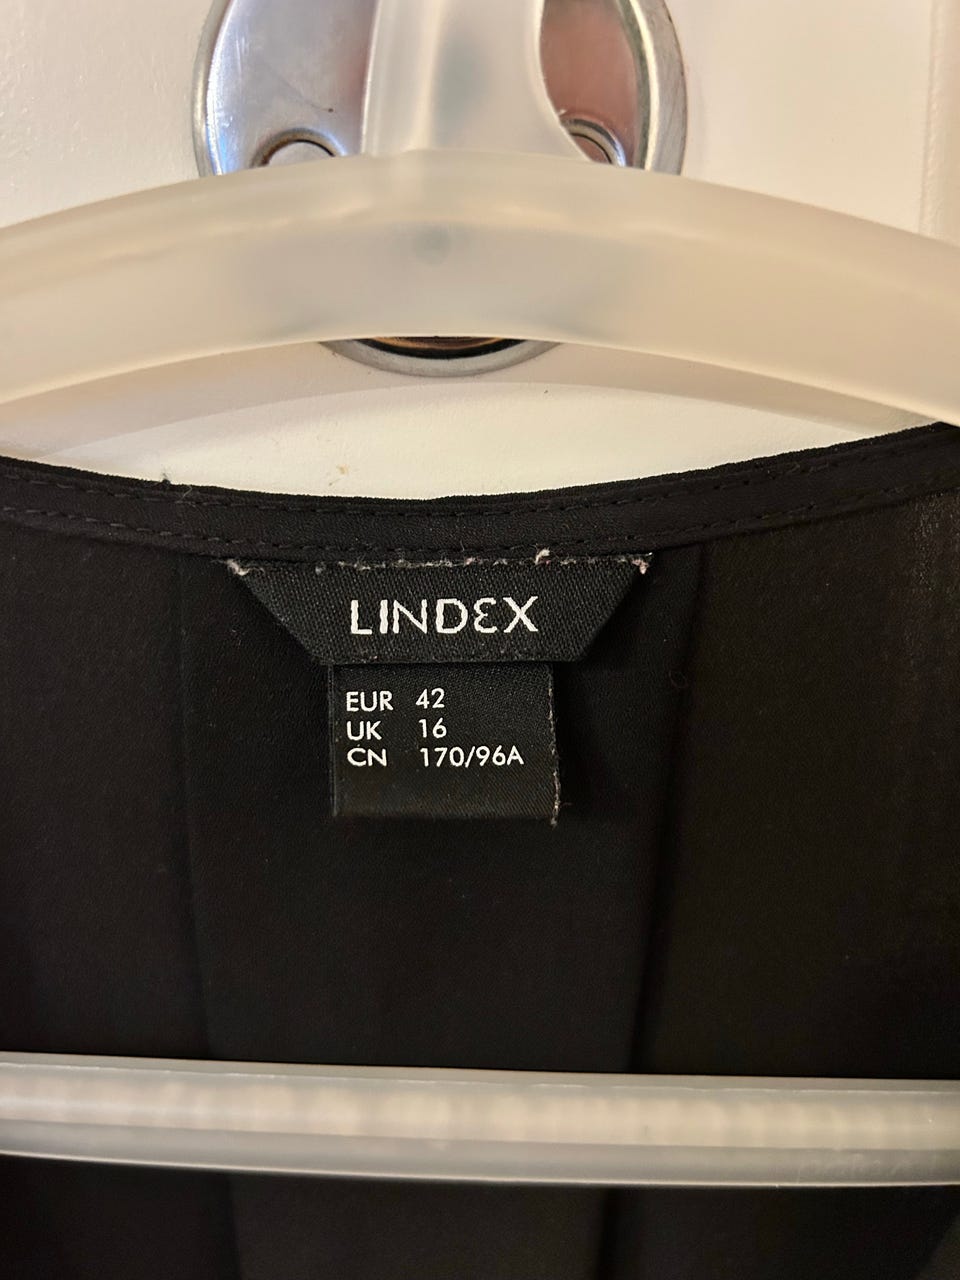 LINDEX
EUR 42
UK 16
CN 170/96A